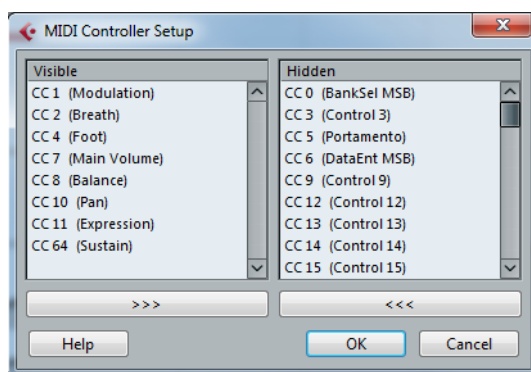 MIDI Controller Setup
Visible
CC 1 (Modulation)
CC 2 (Breath)
CC 4 (Foot)
CC 7 (Main Volume)
CC 8 (Balance)
CC 10 (Pan)
CC 11 (Expression)
CC 64 (Sustain)
>>>
Hidden
CC 0 (BankSel MSB)
CC 3 (Control 3)
CC 5 (Portamento)
CC 6 (DataEnt MSB)
CC 9 (Control 9)
CC 12 (Control 12)
CC 13 (Control 13)
CC 14 (Control 14)
CC 15 (Control 15)
<<<
Help
OK
Cancel